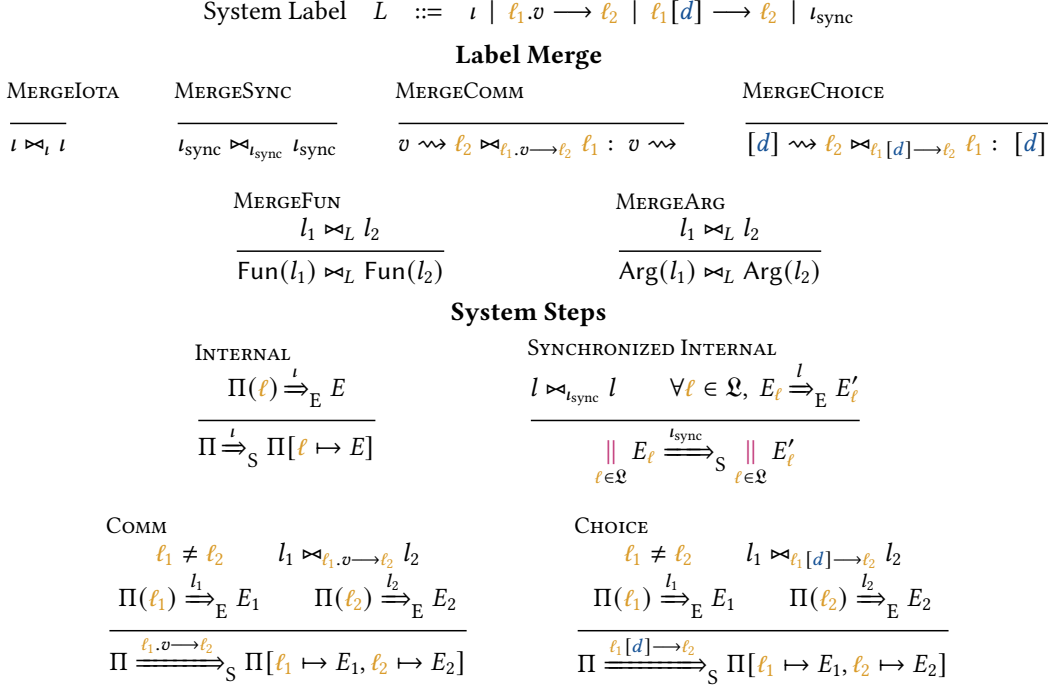 System Label L ::= ι | ℓ₁.v ⟶ ℓ₂ | ℓ₁[d] ⟶ ℓ₂ | ι_sync
Label Merge
MergeIota MergeSync MergeComm MergeChoice
ι ⋈_ι ι ι_sync ⋈_{ι_sync} ι_sync v ⇝ ℓ₂ ⋈_{ℓ₁.v⟶ℓ₂} ℓ₁ : v ⇝ [d] ⇝ ℓ₂ ⋈_{ℓ₁[d]⟶ℓ₂} ℓ₁ : [d]
MergeFun MergeArg
l₁ ⋈_L l₂ l₁ ⋈_L l₂
Fun(l₁) ⋈_L Fun(l₂) Arg(l₁) ⋈_L Arg(l₂)
System Steps
Internal Synchronized Internal
Π(ℓ) ⇒^ι_E E l ⋈_{ι_sync} l ∀ℓ ∈ 𝔏, E_ℓ ⇒^l_E E′_ℓ
Π ⇒^ι_S Π[ℓ ↦ E] ∥_{ℓ∈𝔏} E_ℓ ⇒^{ι_sync}_S ∥_{ℓ∈𝔏} E′_ℓ
Comm Choice
ℓ₁ ≠ ℓ₂ l₁ ⋈_{ℓ₁.v⟶ℓ₂} l₂ ℓ₁ ≠ ℓ₂ l₁ ⋈_{ℓ₁[d]⟶ℓ₂} l₂
Π(ℓ₁) ⇒^{l₁}_E E₁ Π(ℓ₂) ⇒^{l₂}_E E₂ Π(ℓ₁) ⇒^{l₁}_E E₁ Π(ℓ₂) ⇒^{l₂}_E E₂
Π ⇒^{ℓ₁.v⟶ℓ₂}_S Π[ℓ₁ ↦ E₁, ℓ₂ ↦ E₂] Π ⇒^{ℓ₁[d]⟶ℓ₂}_S Π[ℓ₁ ↦ E₁, ℓ₂ ↦ E₂]